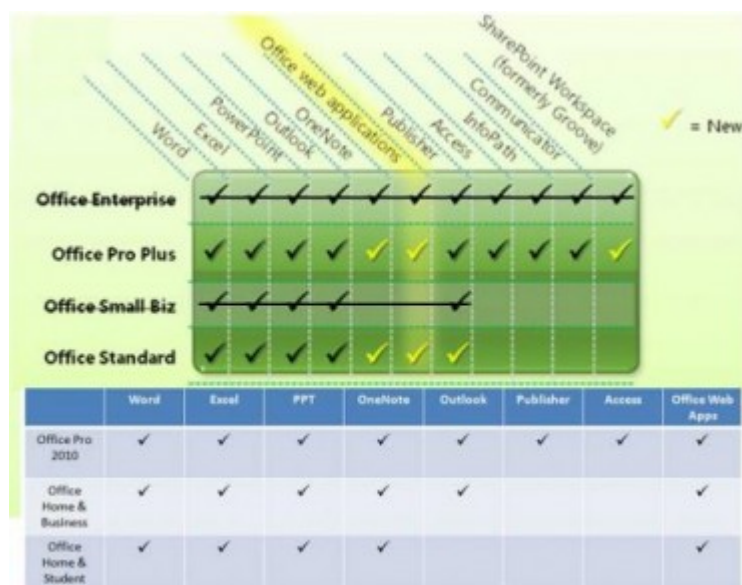 Word
Excel
PowerPoint
Outlook
OneNote
Office web applications
Publisher
Access
InfoPath
Communicator
SharePoint Workspace
(formerly Groove)
✓ = New
Office Enterprise ✓ ✓ ✓ ✓ ✓ ✓ ✓ ✓ ✓ ✓ ✓
Office Pro Plus ✓ ✓ ✓ ✓ ✓ ✓ ✓ ✓ ✓ ✓ ✓
Office Small Biz ✓ ✓ ✓ ✓ ✓
Office Standard ✓ ✓ ✓ ✓ ✓ ✓ ✓
Word Excel PPT OneNote Outlook Publisher Access Office Web
Apps
Office Pro ✓ ✓ ✓ ✓ ✓ ✓ ✓ ✓
2010
Office ✓ ✓ ✓ ✓ ✓ ✓
Home &
Business
Office ✓ ✓ ✓ ✓ ✓
Home &
Student